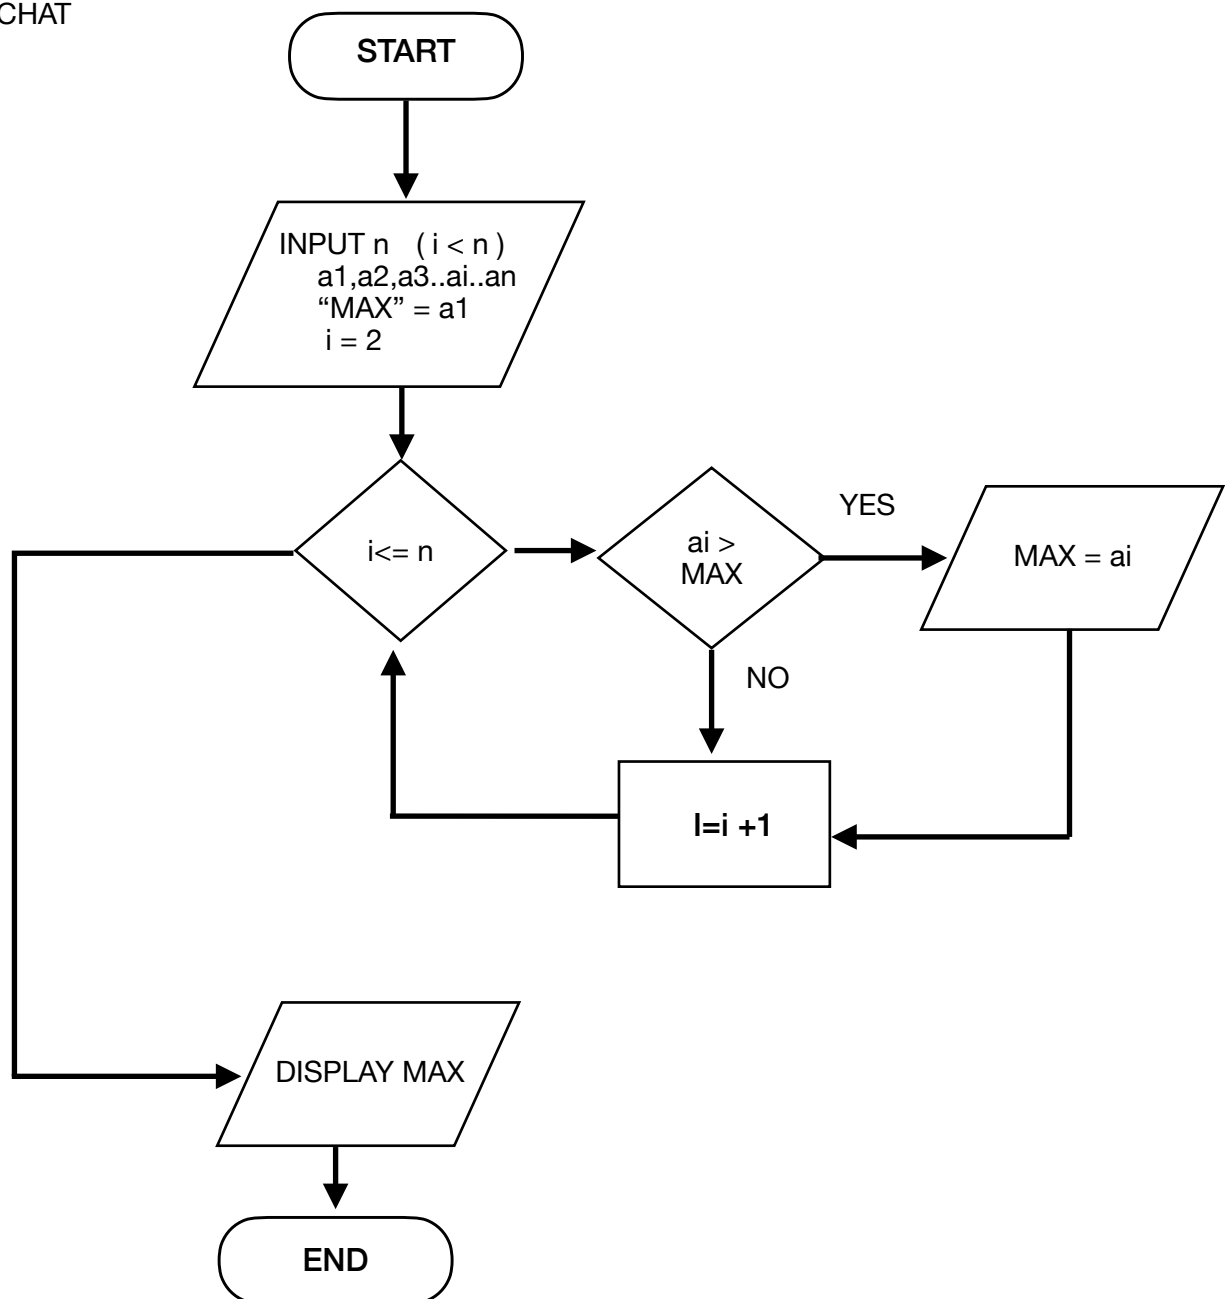 CHAT
START
INPUT n ( i < n )
a1,a2,a3..ai..an
“MAX” = a1
i = 2
i<= n
ai >
MAX
YES
MAX = ai
NO
I=i +1
DISPLAY MAX
END